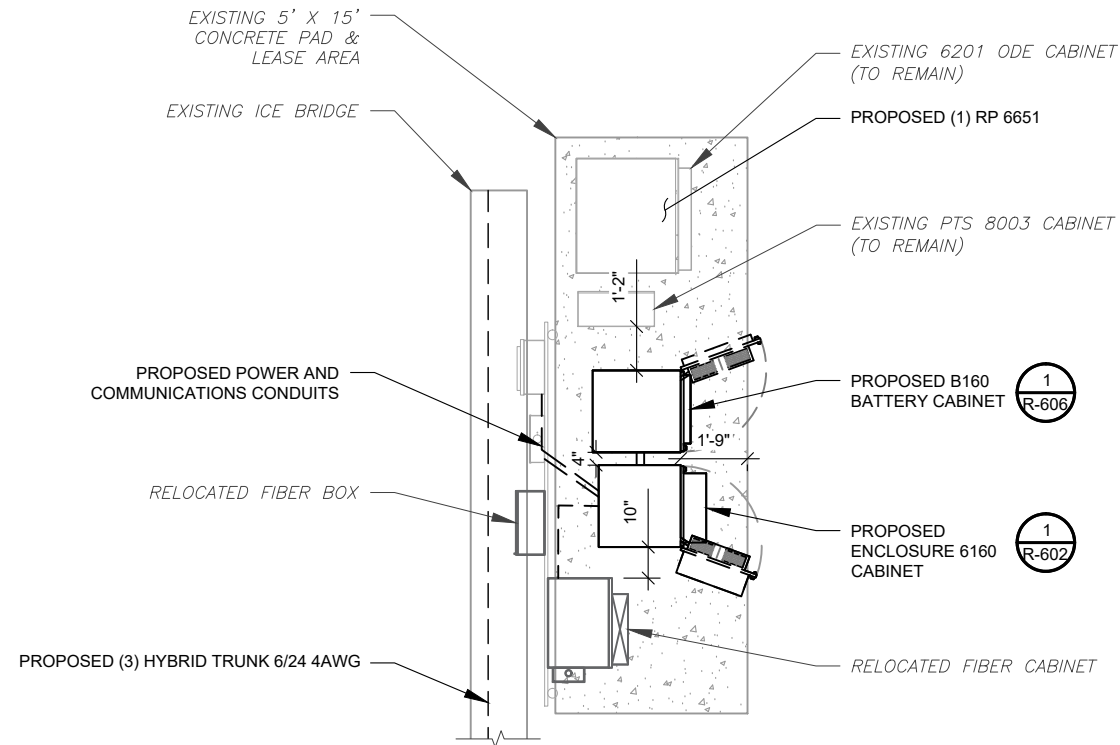 EXISTING 5' X 15'
CONCRETE PAD &
LEASE AREA
EXISTING ICE BRIDGE
EXISTING 6201 ODE CABINET
(TO REMAIN)
PROPOSED (1) RP 6651
EXISTING PTS 8003 CABINET
(TO REMAIN)
1'-2"
PROPOSED POWER AND
COMMUNICATIONS CONDUITS
PROPOSED B160
BATTERY CABINET
1
R-606
1'-9"
4"
RELOCATED FIBER BOX
10"
PROPOSED
ENCLOSURE 6160
CABINET
1
R-602
PROPOSED (3) HYBRID TRUNK 6/24 4AWG
RELOCATED FIBER CABINET